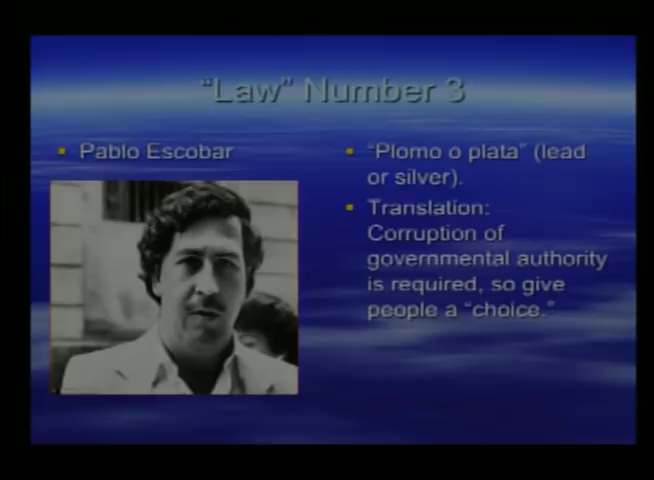 “Law” Number 3
Pablo Escobar
“Plomo o plata” (lead
or silver).
Translation:
Corruption of
governmental authority
is required, so give
people a “choice.”